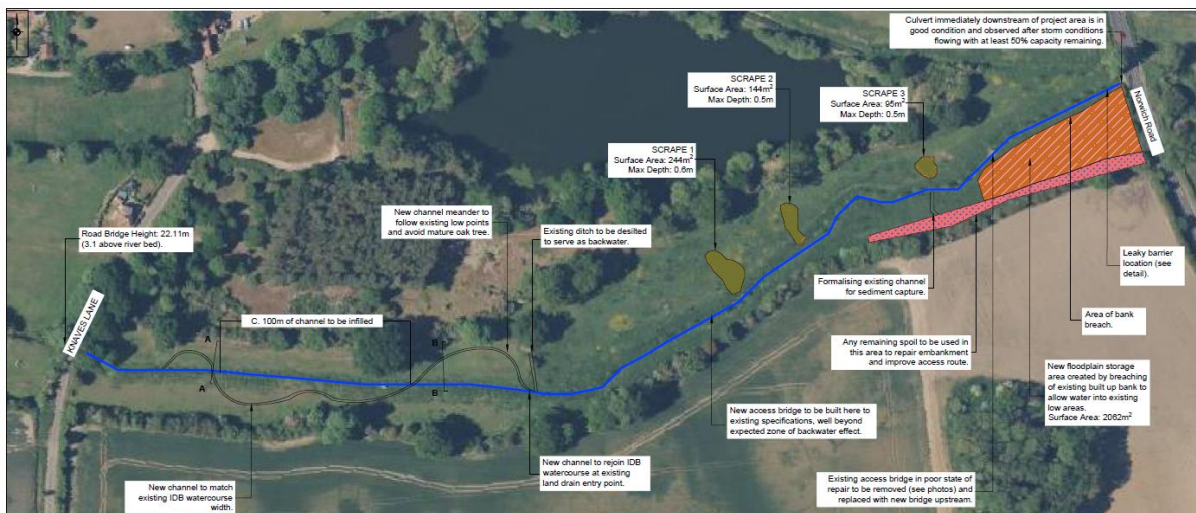 Culvert immediately downstream of project area is in
good condition and observed after storm conditions
flowing with at least 50% capacity remaining.
SCRAPE 2
Surface Area: 144m²
Max Depth: 0.5m
SCRAPE 3
Surface Area: 95m²
Max Depth: 0.5m
Norwich Road
SCRAPE 1
Surface Area: 244m²
Max Depth: 0.6m
New channel meander to
follow existing low points
and avoid mature oak tree.
Existing ditch to be desilted
to serve as backwater.
Road Bridge Height: 22.11m
(3.1 above river bed).
KNAVES LANE
C. 100m of channel to be infilled
A
A
B
B
Formalising existing channel
for sediment capture.
Leaky barrier
location (see
detail).
Area of bank
breach.
Any remaining spoil to be used in
this area to repair embankment
and improve access route.
New floodplain storage
area created by breaching
of existing built up bank to
allow water into existing
low areas.
Surface Area: 2062m²
New access bridge to be built here to
existing specifications, well beyond
expected zone of backwater effect.
New channel to rejoin IDB
watercourse at existing
land drain entry point.
New channel to match
existing IDB watercourse
width.
Existing access bridge in poor state of
repair to be removed (see photos) and
replaced with new bridge upstream.